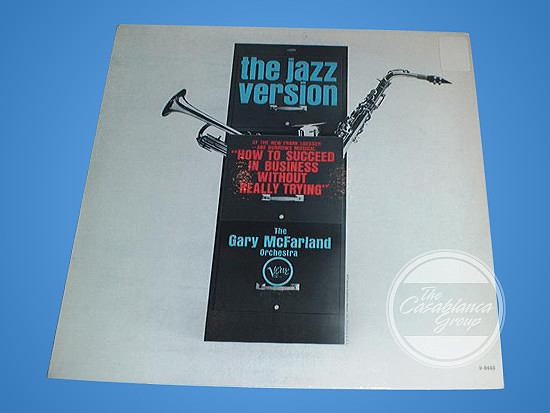 the jazz
version
OF THE NEW FRANK LOESSER
-ABE BURROWS MUSICAL
"HOW TO SUCCEED
IN BUSINESS
WITHOUT
REALLY TRYING"
The
Gary McFarland
Orchestra
Verve
The
Casablanca
Group
V-8443